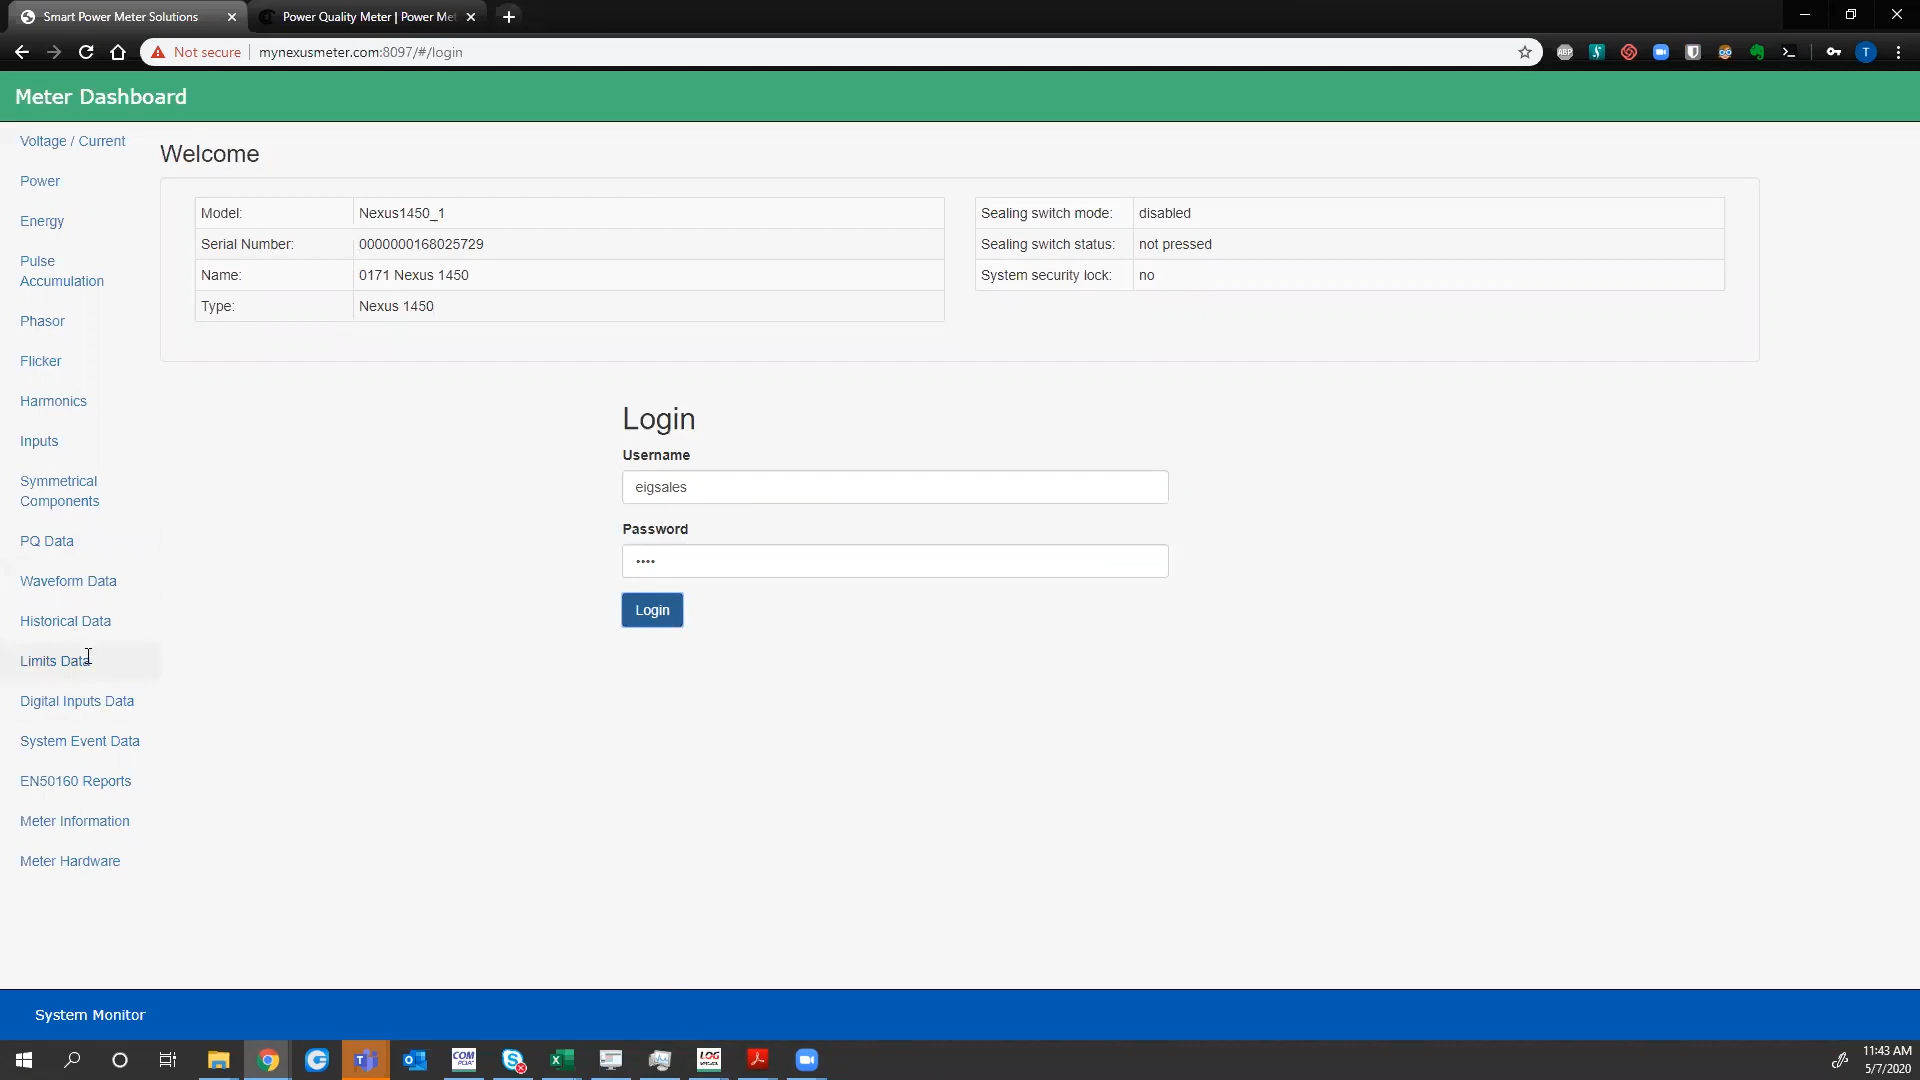 Smart Power Meter Solutions
Power Quality Meter | Power Met
Not secure
mynexusmeter.com:8097/#/login
ABP
T
Meter Dashboard
Voltage / Current
Power
Energy
Pulse
Accumulation
Phasor
Flicker
Harmonics
Inputs
Symmetrical
Components
PQ Data
Waveform Data
Historical Data
Limits Data
Digital Inputs Data
System Event Data
EN50160 Reports
Meter Information
Meter Hardware
Welcome
Model: Nexus1450_1
Serial Number: 0000000168025729
Name: 0171 Nexus 1450
Type: Nexus 1450
Sealing switch mode: disabled
Sealing switch status: not pressed
System security lock: no
Login
Username
eigsales
Password
••••
Login
System Monitor
COM
LOG
11:43 AM
5/7/2020